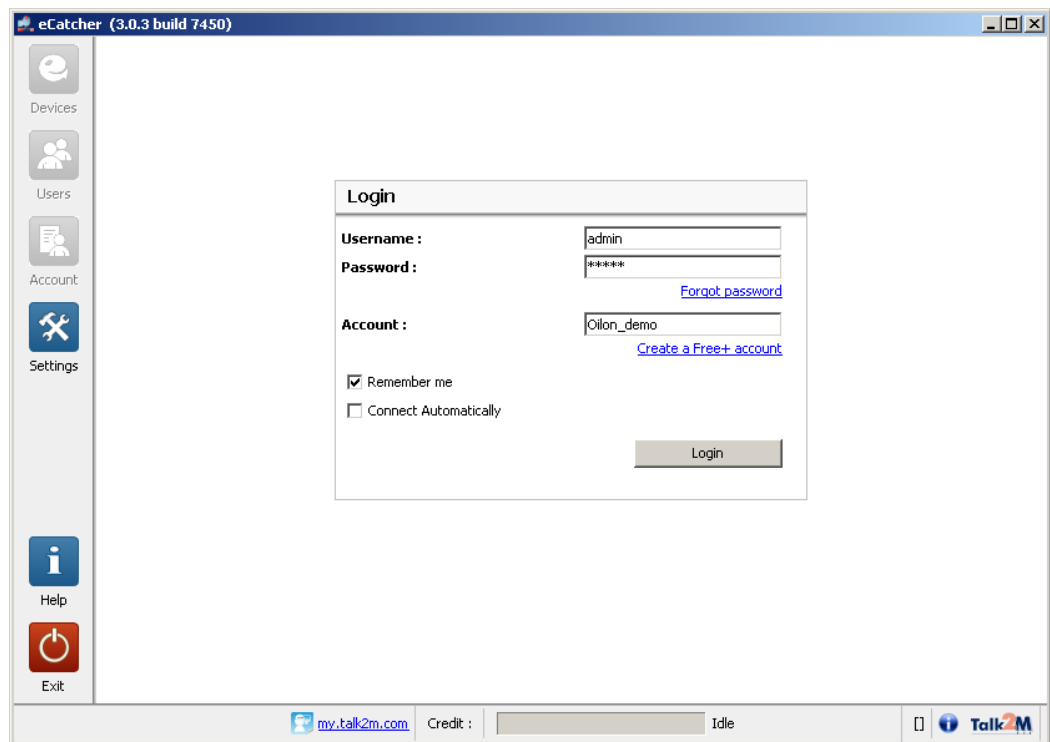 eCatcher (3.0.3 build 7450)
Devices
Users
Account
Settings
Login
Username :
admin
Password :
*****
Forgot password
Account :
Oilon_demo
Create a Free+ account
Remember me
Connect Automatically
Login
Help
Exit
my.talk2m.com Credit : Idle [] Talk2M